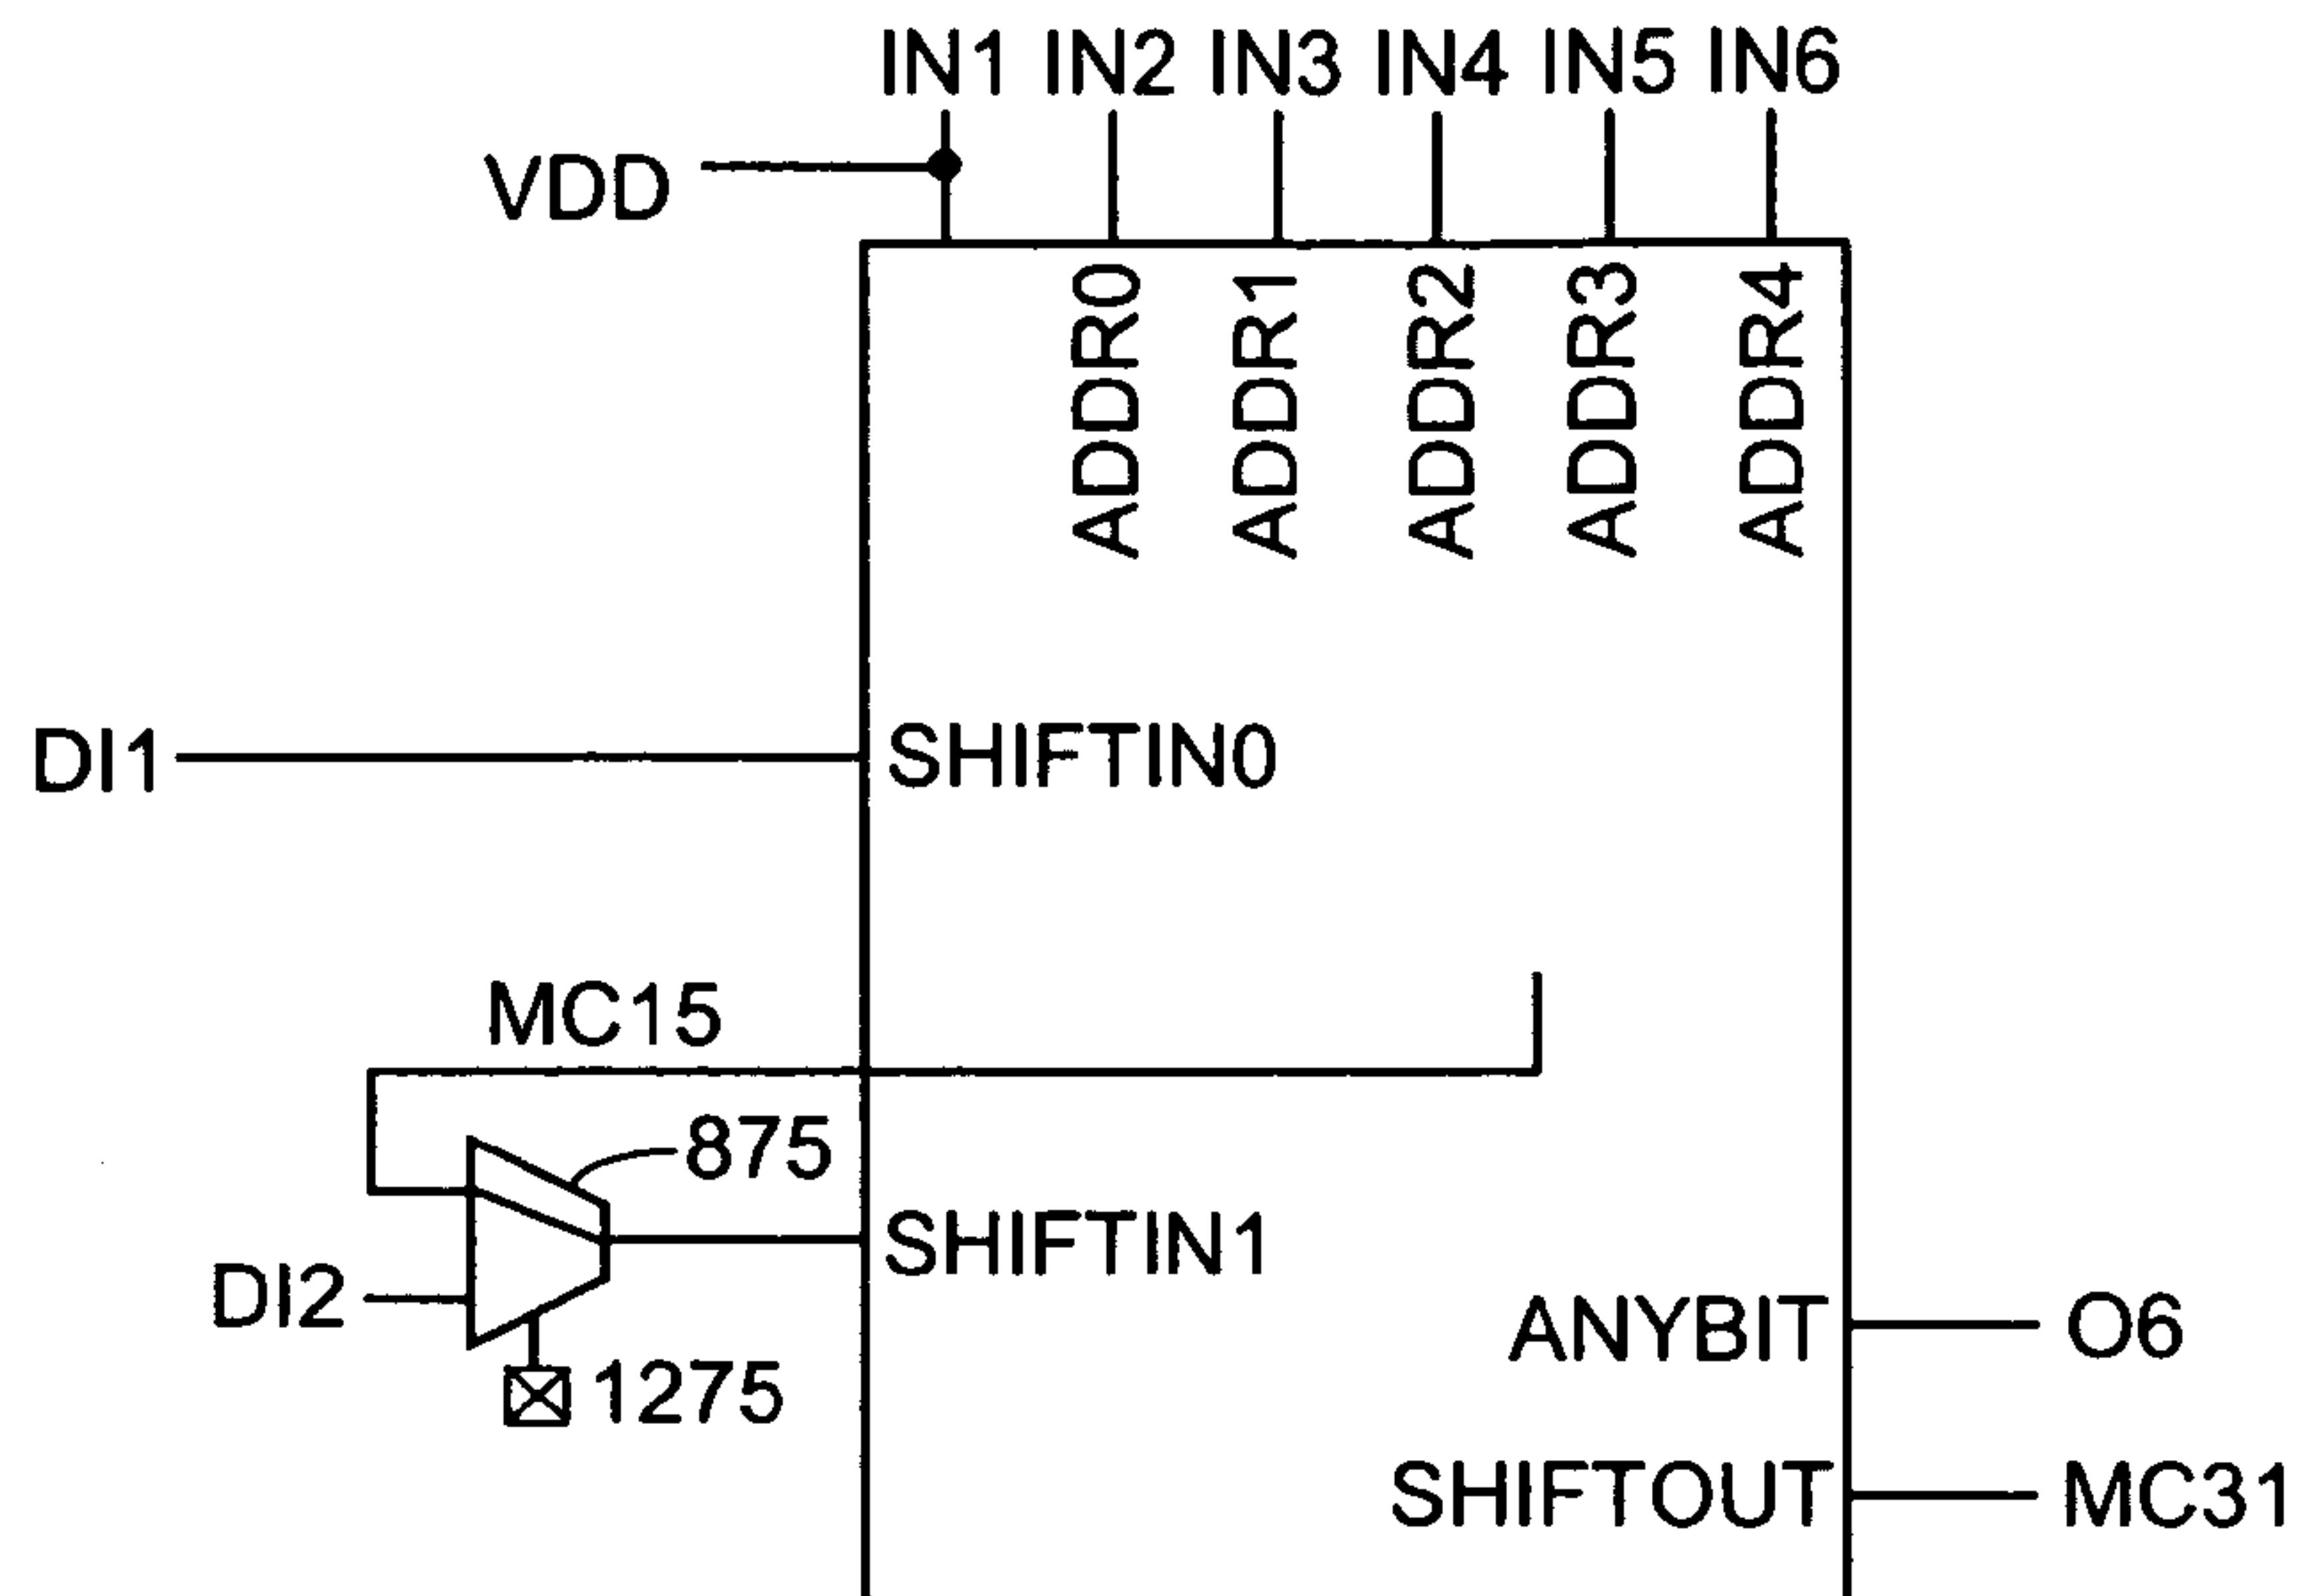 IN1 IN2 IN3 IN4 IN5 IN6
VDD
ADDR0
ADDR1
ADDR2
ADDR3
ADDR4
DI1
SHIFTIN0
MC15
875
SHIFTIN1
DI2
ANYBIT
O6
1275
SHIFTOUT
MC31